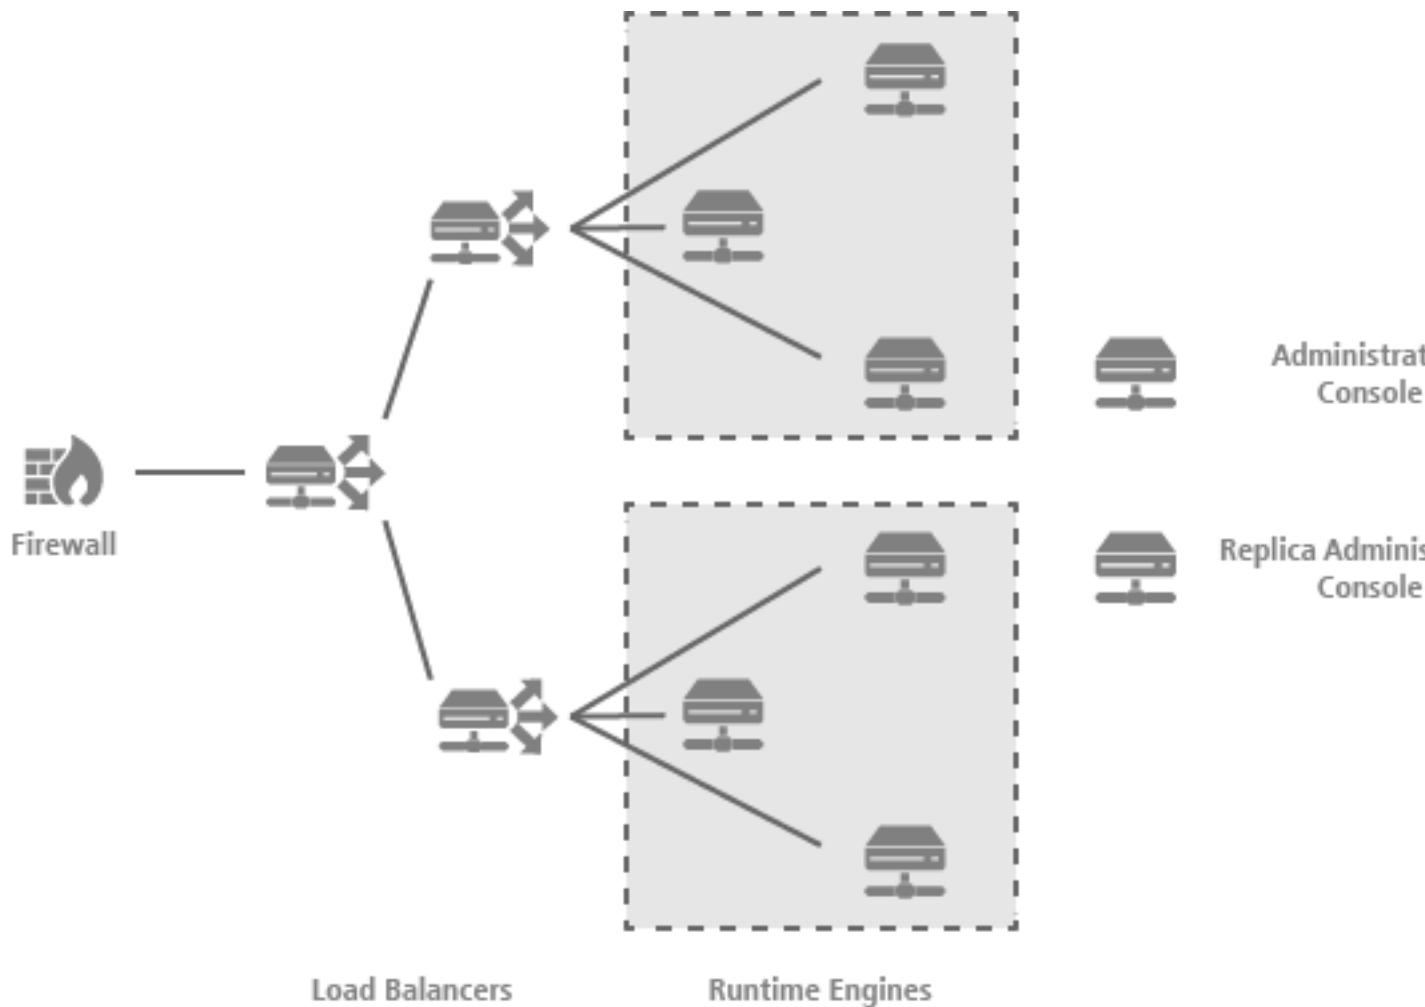 Administrat
Console
Firewall
Replica Adminis
Console
Load Balancers
Runtime Engines